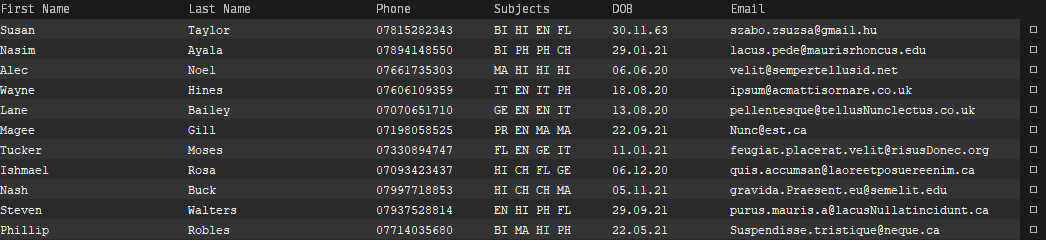 First Name Last Name Phone Subjects DOB Email
Susan Taylor 07815282343 BI HI EN FL 30.11.63 szabo.zsuzsa@gmail.hu
Nasim Ayala 07894148550 BI PH PH CH 29.01.21 lacus.pede@maurisrhoncus.edu
Alec Noel 07661735303 MA HI HI HI 06.06.20 velit@sempertellusid.net
Wayne Hines 07606109359 IT EN IT PH 18.08.20 ipsum@acmattisornare.co.uk
Lane Bailey 07070651710 GE EN EN IT 13.08.20 pellentesque@tellusNunclectus.co.uk
Magee Gill 07198058525 PR EN MA MA 22.09.21 Nunc@est.ca
Tucker Moses 07330894747 FL EN GE IT 11.01.21 feugiat.placerat.velit@risusDonec.org
Ishmael Rosa 07093423437 HI CH FL GE 06.12.20 quis.accumsan@laoreetposuereenim.ca
Nash Buck 07997718853 HI CH CH MA 05.11.21 gravida.Praesent.eu@semelit.edu
Steven Walters 07937528814 EN HI PH FL 29.09.21 purus.mauris.a@lacusNullatincidunt.ca
Phillip Robles 07714035680 BI MA HI PH 22.05.21 Suspendisse.tristique@neque.ca